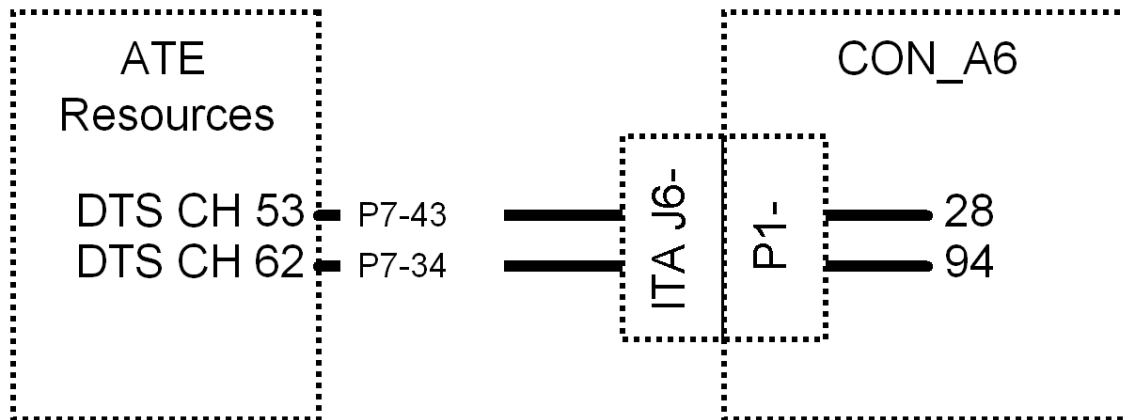 ATE
Resources
CON_A6
DTS CH 53 P7-43 28
DTS CH 62 P7-34 94
ITA J6-
P1-